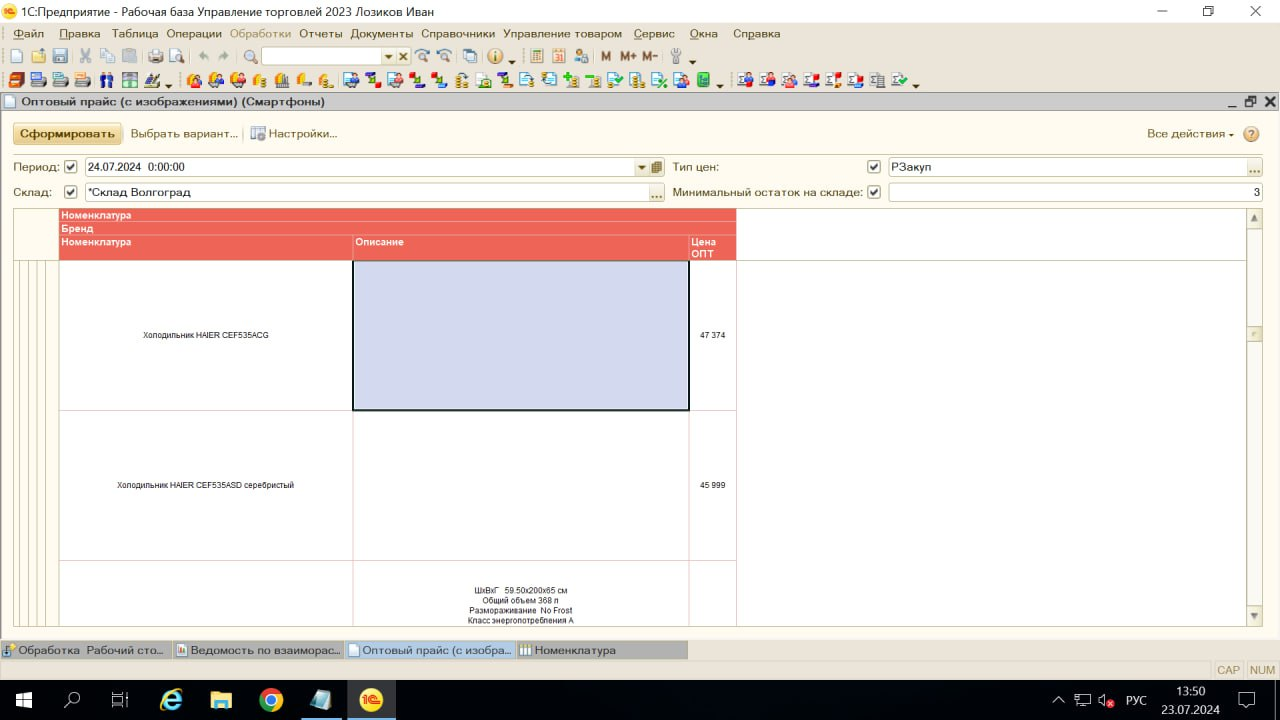 1С:Предприятие - Рабочая база Управление торговлей 2023 Лозиков Иван
Файл Правка Таблица Операции Обработки Отчеты Документы Справочники Управление товаром Сервис Окна Справка
M M+ M-
Оптовый прайс (с изображениями) (Смартфоны)
Сформировать Выбрать вариант... Настройки... Все действия ?
Период: 24.07.2024 0:00:00 Тип цен: РЗакуп ...
Склад: *Склад Волгоград ... Минимальный остаток на складе: 3
Номенклатура
Бренд
Номенклатура Описание Цена
ОПТ
Холодильник HAIER CEF535ACG 47 374
Холодильник HAIER CEF535ASD серебристый 45 999
ШхВхГ 59.50х200х65 см
Общий объем 368 л
Размораживание No Frost
Класс энергопотребления А
Обработка Рабочий сто... Ведомость по взаиморас... Оптовый прайс (с изобра... Номенклатура
CAP NUM
РУС 13:50
23.07.2024